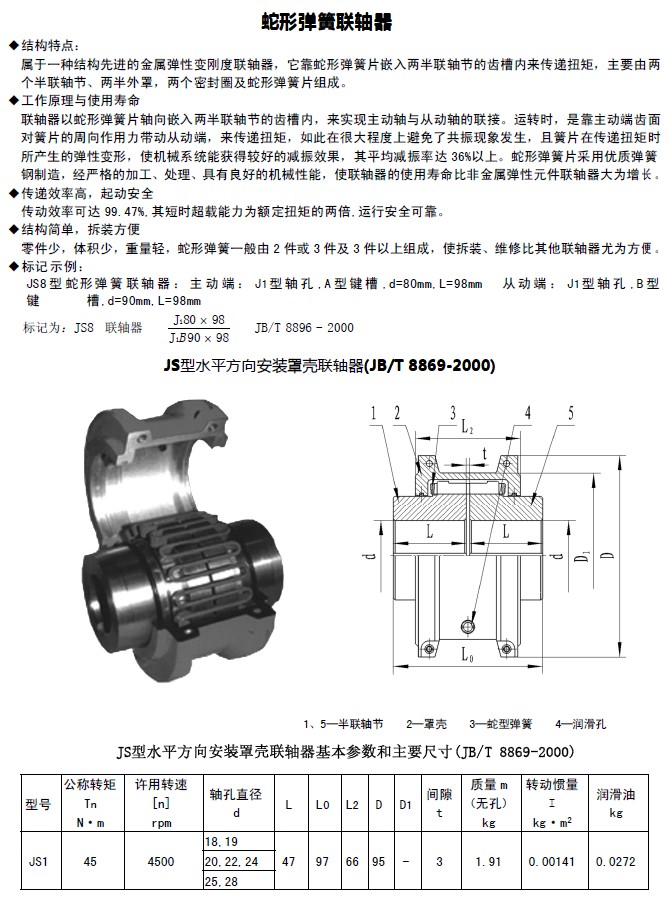 蛇形弹簧联轴器
◆结构特点:
属于一种结构先进的金属弹性变刚度联轴器，它靠蛇形弹簧片嵌入两半联轴节的齿槽内来传递扭矩，主要由两
个半联轴节、两半外罩，两个密封圈及蛇形弹簧片组成。
◆工作原理与使用寿命
联轴器以蛇形弹簧片轴向嵌入两半联轴节的齿槽内，来实现主动轴与从动轴的联接。运转时，是靠主动端齿面
对簧片的周向作用力带动从动端，来传递扭矩，如此在很大程度上避免了共振现象发生，且簧片在传递扭矩时
所产生的弹性变形，使机械系统能获得较好的减振效果，其平均减振率达 36%以上。蛇形弹簧片采用优质弹簧
钢制造，经严格的加工、处理、具有良好的机械性能，使联轴器的使用寿命比非金属弹性元件联轴器大为增长。
◆传递效率高，起动安全
传动效率可达 99.47%,其短时超载能力为额定扭矩的两倍,运行安全可靠。
◆结构简单，拆装方便
零件少，体积少，重量轻，蛇形弹簧一般由 2 件或 3 件及 3 件以上组成，使拆装、维修比其他联轴器尤为方便。
◆标记示例:
JS8 型蛇形弹簧联轴器: 主动端: J1型轴孔,A型键槽,d=80mm,L=98mm 从动端: J1型轴孔,B型
键 槽,d=90mm,L=98mm
标记为: JS8 联轴器 J₁80 × 98 / J₁B90 × 98 JB/T 8896 - 2000
JS型水平方向安装罩壳联轴器(JB/T 8869-2000)
1 2 3 4 5
L2
t
L L
d d D1 D
L0
1、5—半联轴节 2—罩壳 3—蛇型弹簧 4—润滑孔
JS型水平方向安装罩壳联轴器基本参数和主要尺寸(JB/T 8869-2000)
型号 公称转矩 Tn N·m 许用转速 [n] rpm 轴孔直径 d L L0 L2 D D1 间隙 t 质量 m (无孔) kg 转动惯量 I kg·m² 润滑油 kg
JS1 45 4500 18,19 20,22,24 25,28 47 97 66 95 - 3 1.91 0.00141 0.0272